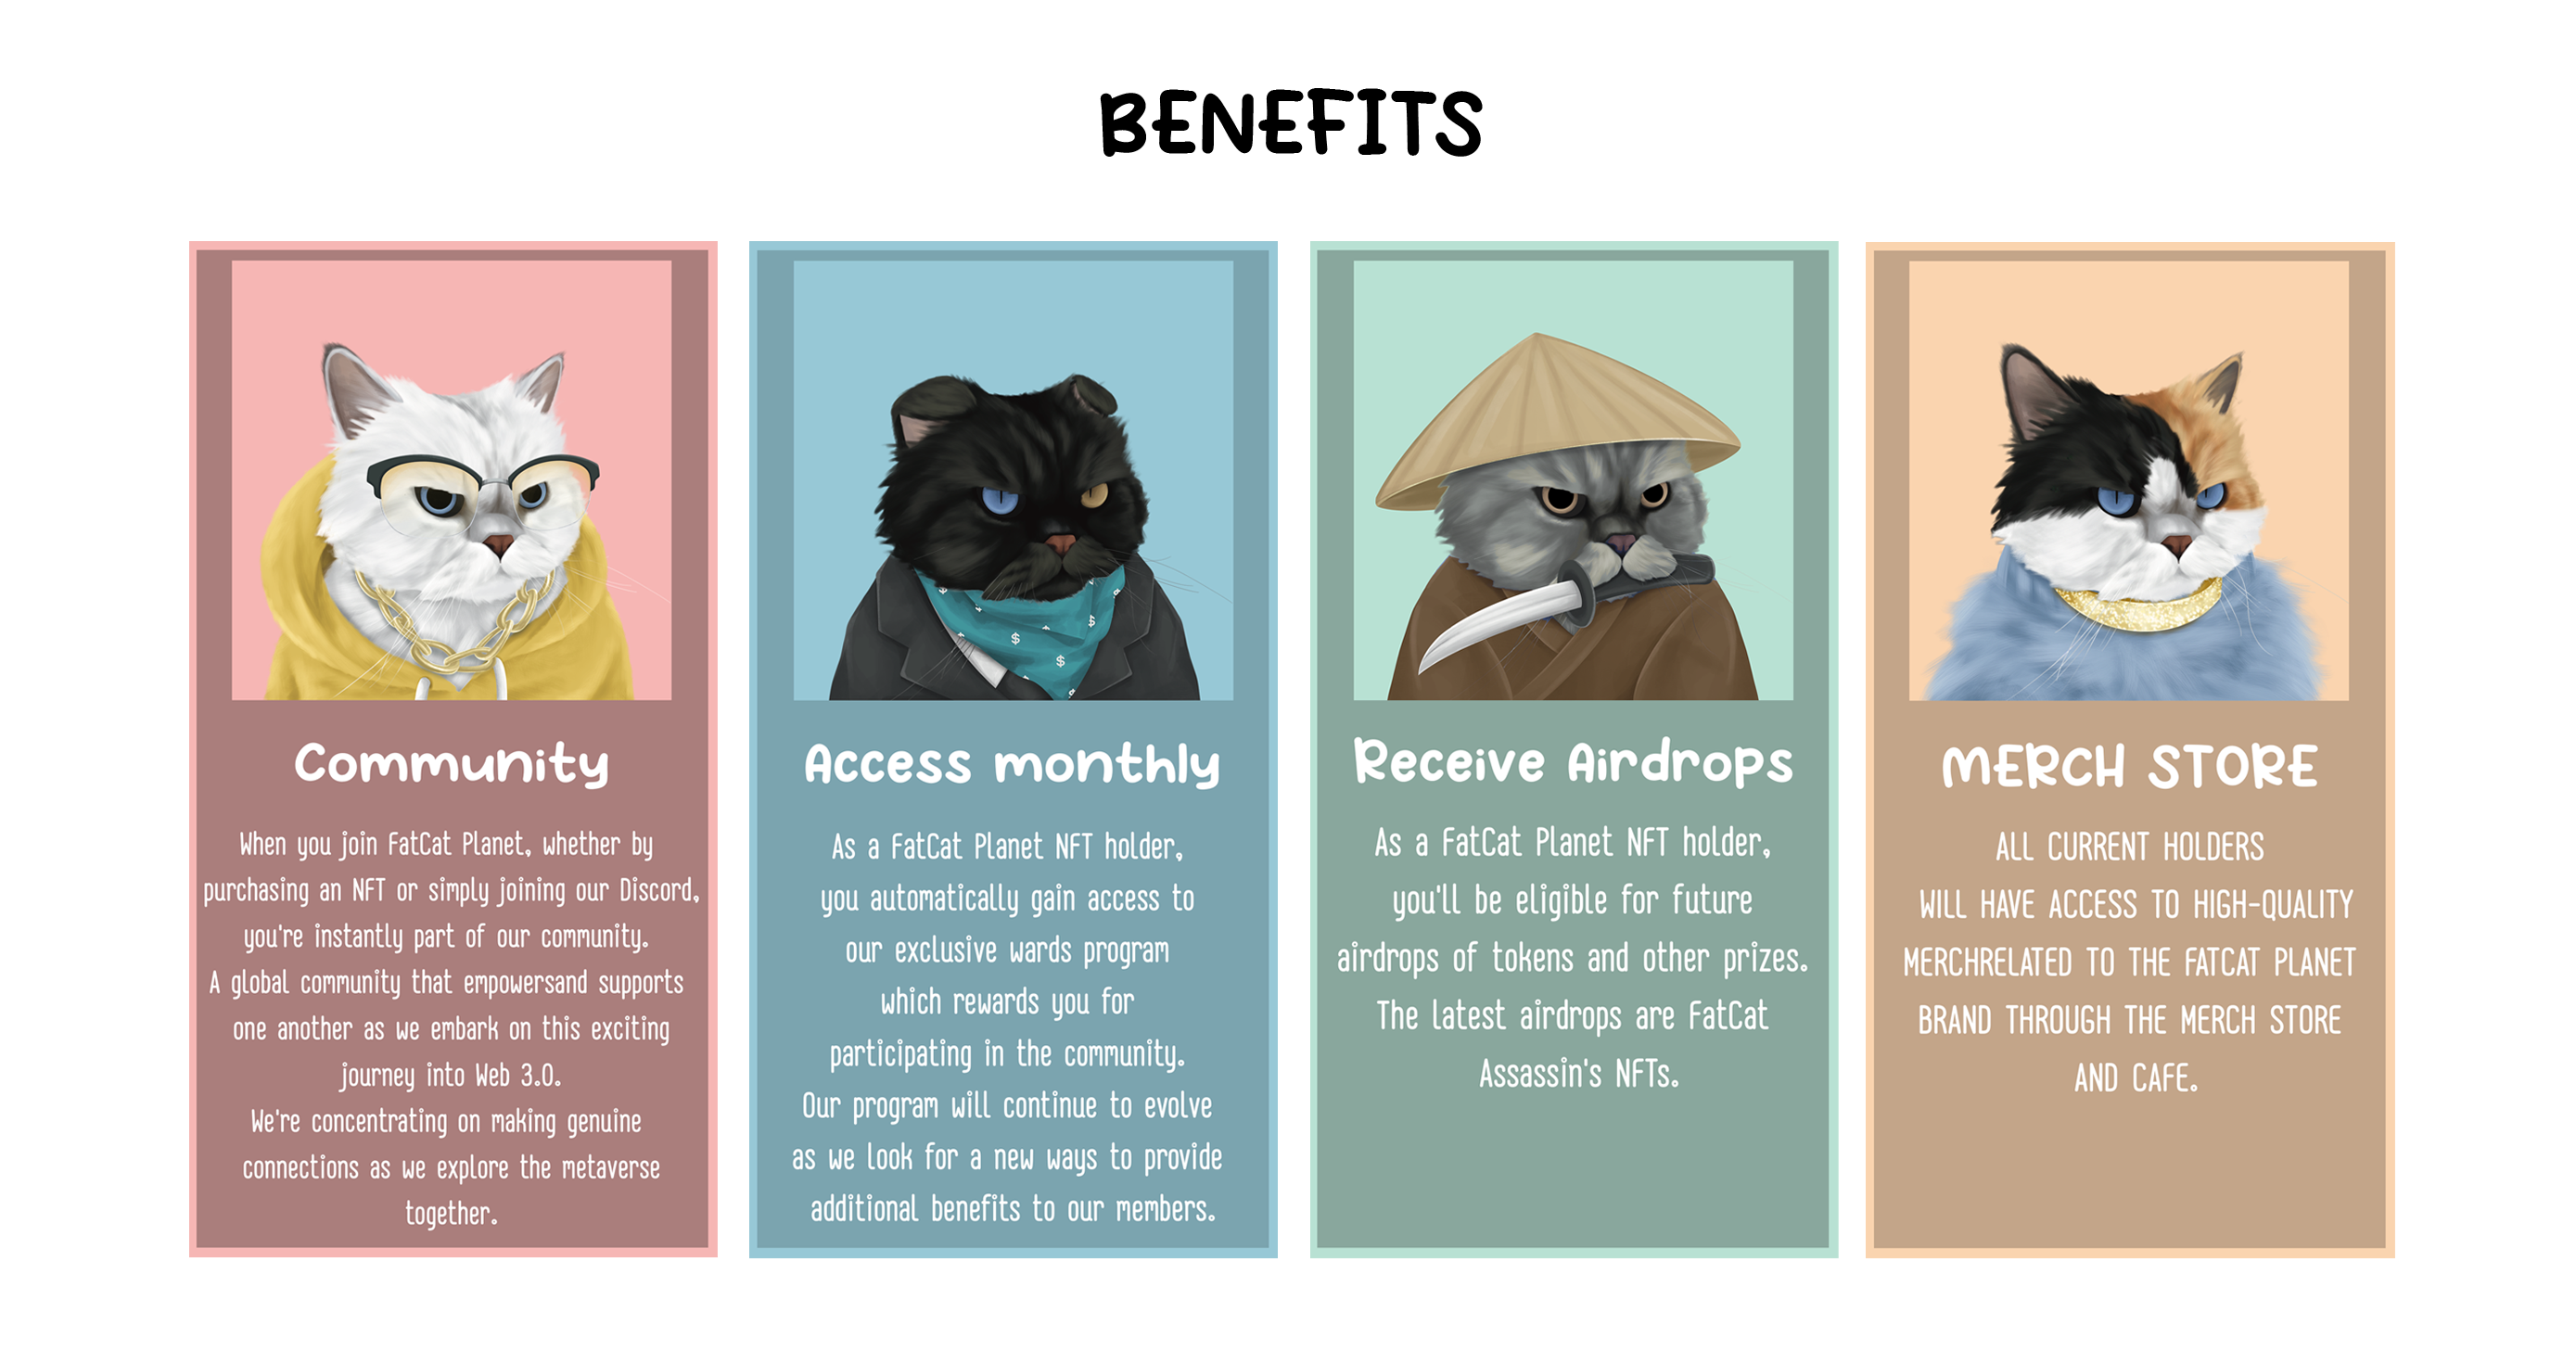 BENEFITS
Community
When you join FatCat Planet, whether by
purchasing an NFT or simply joining our Discord,
you're instantly part of our community.
A global community that empowersand supports
one another as we embark on this exciting
journey into Web 3.0.
We're concentrating on making genuine
connections as we explore the metaverse
together.
Access monthly
As a FatCat Planet NFT holder,
you automatically gain access to
our exclusive wards program
which rewards you for
participating in the community.
Our program will continue to evolve
as we look for a new ways to provide
additional benefits to our members.
Receive Airdrops
As a FatCat Planet NFT holder,
you'll be eligible for future
airdrops of tokens and other prizes.
The latest airdrops are FatCat
Assassin's NFTs.
MERCH STORE
ALL CURRENT HOLDERS
WILL HAVE ACCESS TO HIGH-QUALITY
MERCHRELATED TO THE FATCAT PLANET
BRAND THROUGH THE MERCH STORE
AND CAFE.